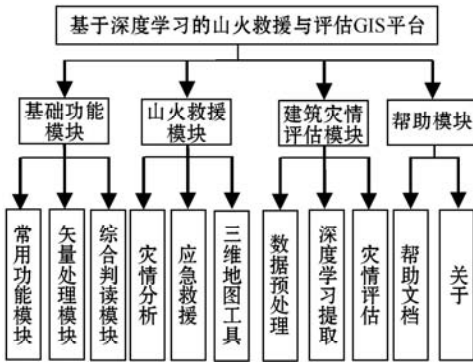 基于深度学习的山火救援与评估GIS平台
基础功能
模块
山火救援
模块
建筑灾情
评估模块
帮助模块
常用功能模块
矢量处理模块
综合判读模块
灾情分析
应急救援
三维地图工具
数据预处理
深度学习提取
灾情评估
帮助文档
关于